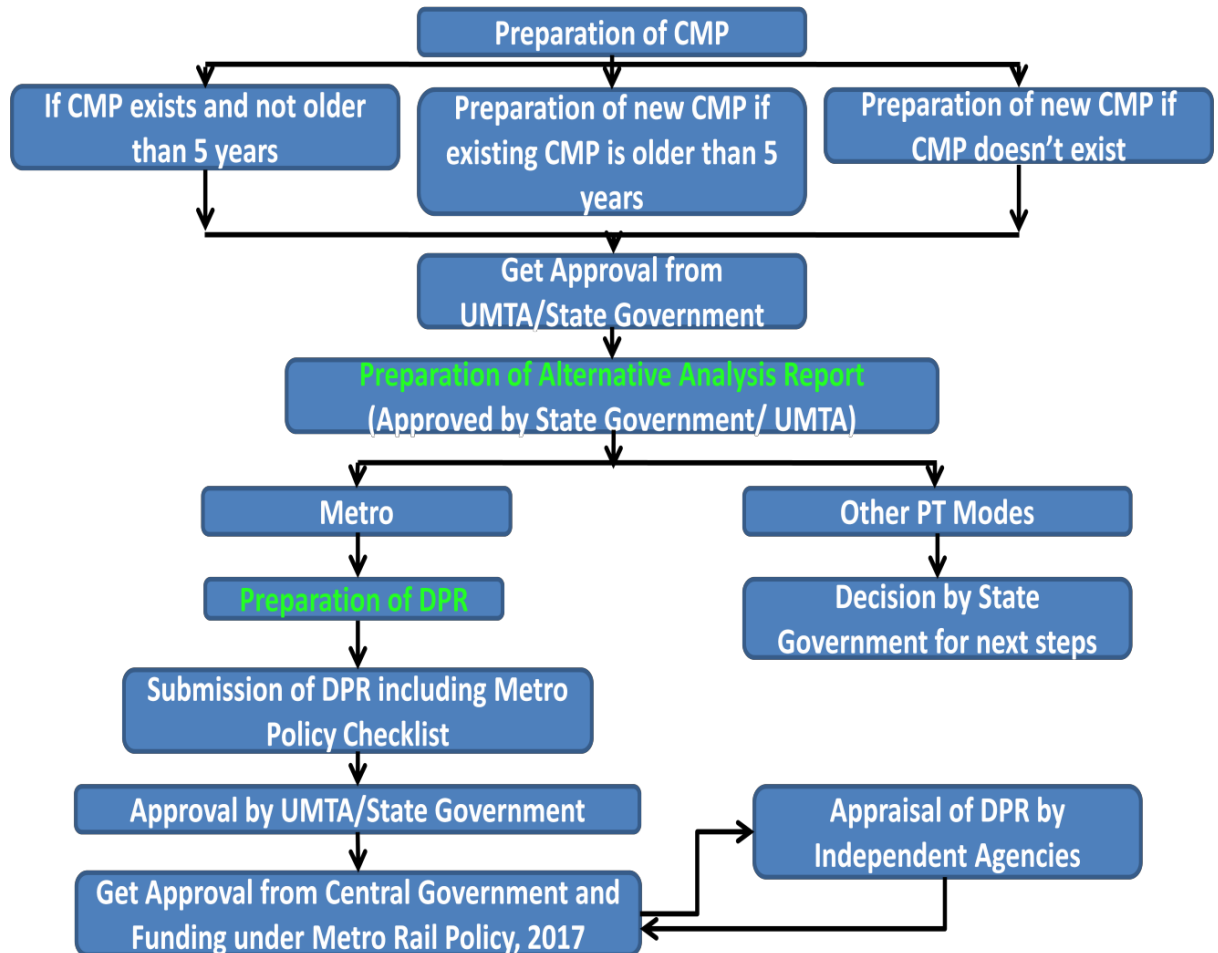 Preparation of CMP
If CMP exists and not older
than 5 years
Preparation of new CMP if
existing CMP is older than 5
years
Preparation of new CMP if
CMP doesn’t exist
Get Approval from
UMTA/State Government
Preparation of Alternative Analysis Report
(Approved by State Government/ UMTA)
Metro
Other PT Modes
Preparation of DPR
Decision by State
Government for next steps
Submission of DPR including Metro
Policy Checklist
Approval by UMTA/State Government
Appraisal of DPR by
Independent Agencies
Get Approval from Central Government and
Funding under Metro Rail Policy, 2017